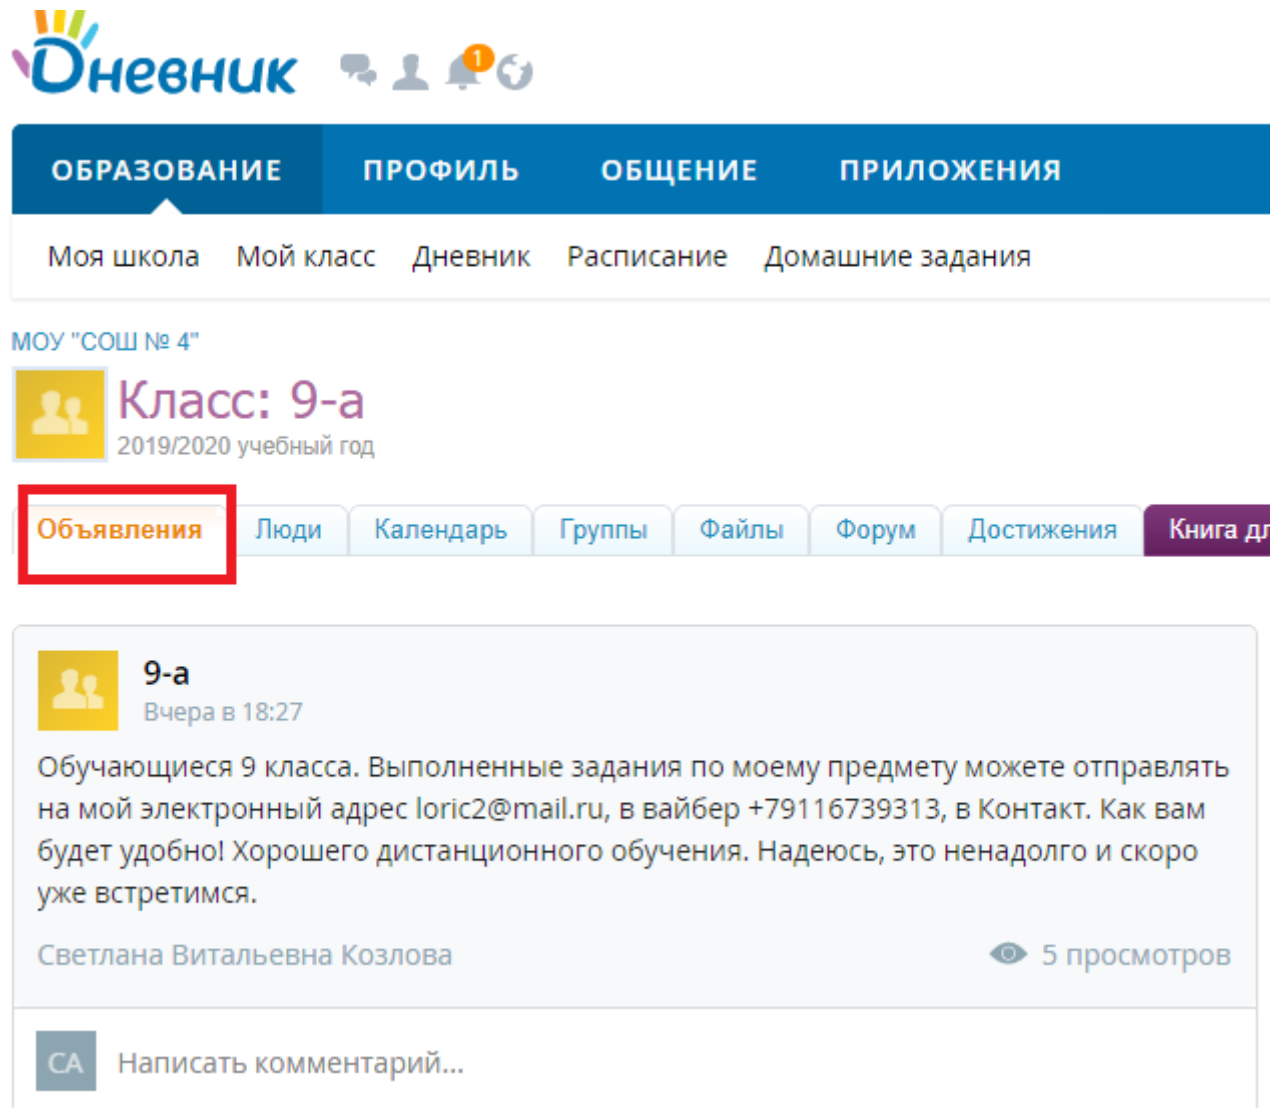 Дневник
1
ОБРАЗОВАНИЕ ПРОФИЛЬ ОБЩЕНИЕ ПРИЛОЖЕНИЯ
Моя школа Мой класс Дневник Расписание Домашние задания
МОУ "СОШ № 4"
Класс: 9-а
2019/2020 учебный год
Объявления Люди Календарь Группы Файлы Форум Достижения Книга дл
9-а
Вчера в 18:27
Обучающиеся 9 класса. Выполненные задания по моему предмету можете отправлять
на мой электронный адрес loric2@mail.ru, в вайбер +79116739313, в Контакт. Как вам
будет удобно! Хорошего дистанционного обучения. Надеюсь, это ненадолго и скоро
уже встретимся.
Светлана Витальевна Козлова 5 просмотров
СА Написать комментарий...